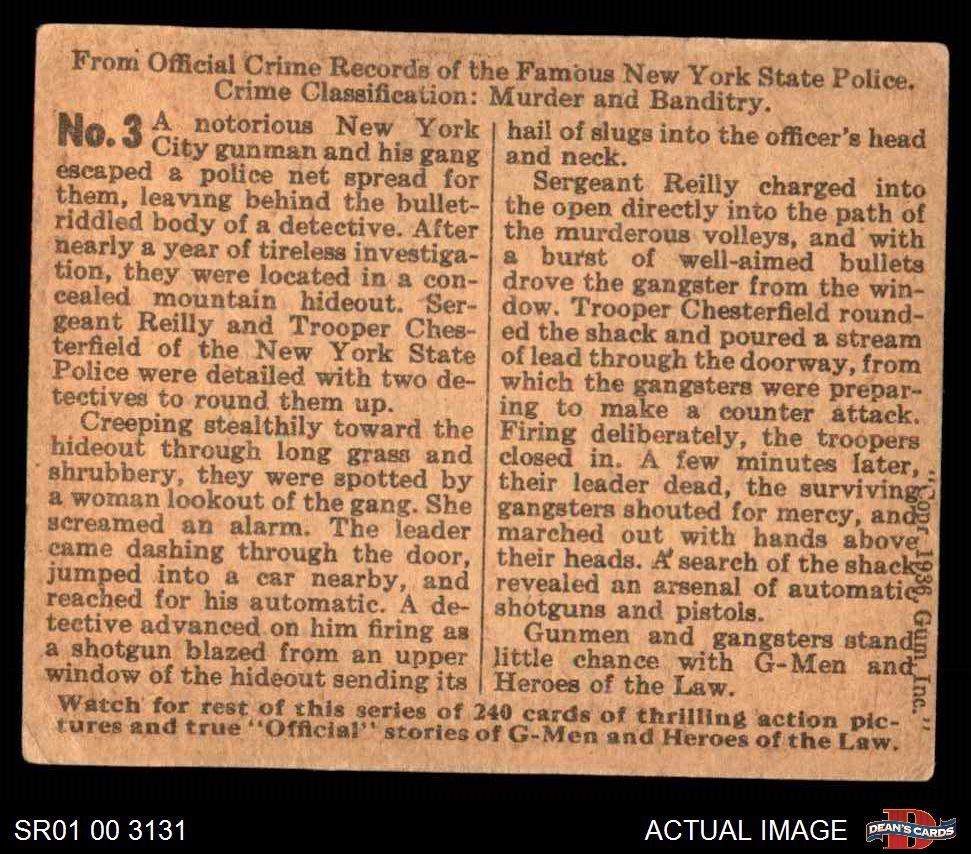 From Official Crime Records of the Famous New York State Police.
Crime Classification: Murder and Banditry.
No. 3 A notorious New York
City gunman and his gang
escaped a police net spread for
them, leaving behind the bullet-
riddled body of a detective. After
nearly a year of tireless investiga-
tion, they were located in a con-
cealed mountain hideout. Ser-
geant Reilly and Trooper Ches-
terfield of the New York State
Police were detailed with two de-
tectives to round them up.
Creeping stealthily toward the
hideout through long grass and
shrubbery, they were spotted by
a woman lookout of the gang. She
screamed an alarm. The leader
came dashing through the door,
jumped into a car nearby, and
reached for his automatic. A de-
tective advanced on him firing as
a shotgun blazed from an upper
window of the hideout sending its
hail of slugs into the officer's head
and neck.
Sergeant Reilly charged into
the open directly into the path of
the murderous volleys, and with
a burst of well-aimed bullets
drove the gangster from the win-
dow. Trooper Chesterfield round-
ed the shack and poured a stream
of lead through the doorway, from
which the gangsters were prepar-
ing to make a counter attack.
Firing deliberately, the troopers
closed in. A few minutes later,
their leader dead, the surviving
gangsters shouted for mercy, and
marched out with hands above
their heads. A search of the shack
revealed an arsenal of automatic
shotguns and pistols.
Gunmen and gangsters stand
little chance with G-Men and
Heroes of the Law.
"Copr. 1936, Gum, Inc."
Watch for rest of this series of 240 cards of thrilling action pic-
tures and true "Official" stories of G-Men and Heroes of the Law.
SR01 00 3131
ACTUAL IMAGE
D
DEAN'S CARDS